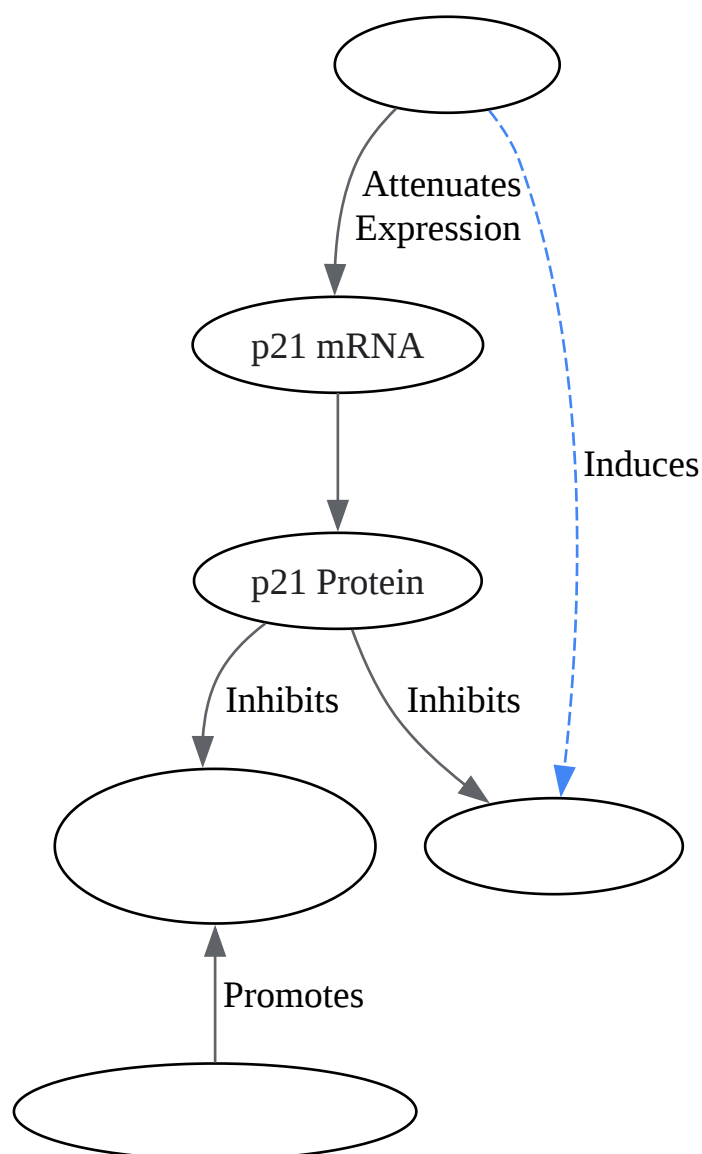 Attenuates
Expression
p21 mRNA
Induces
p21 Protein
Inhibits
Inhibits
Promotes